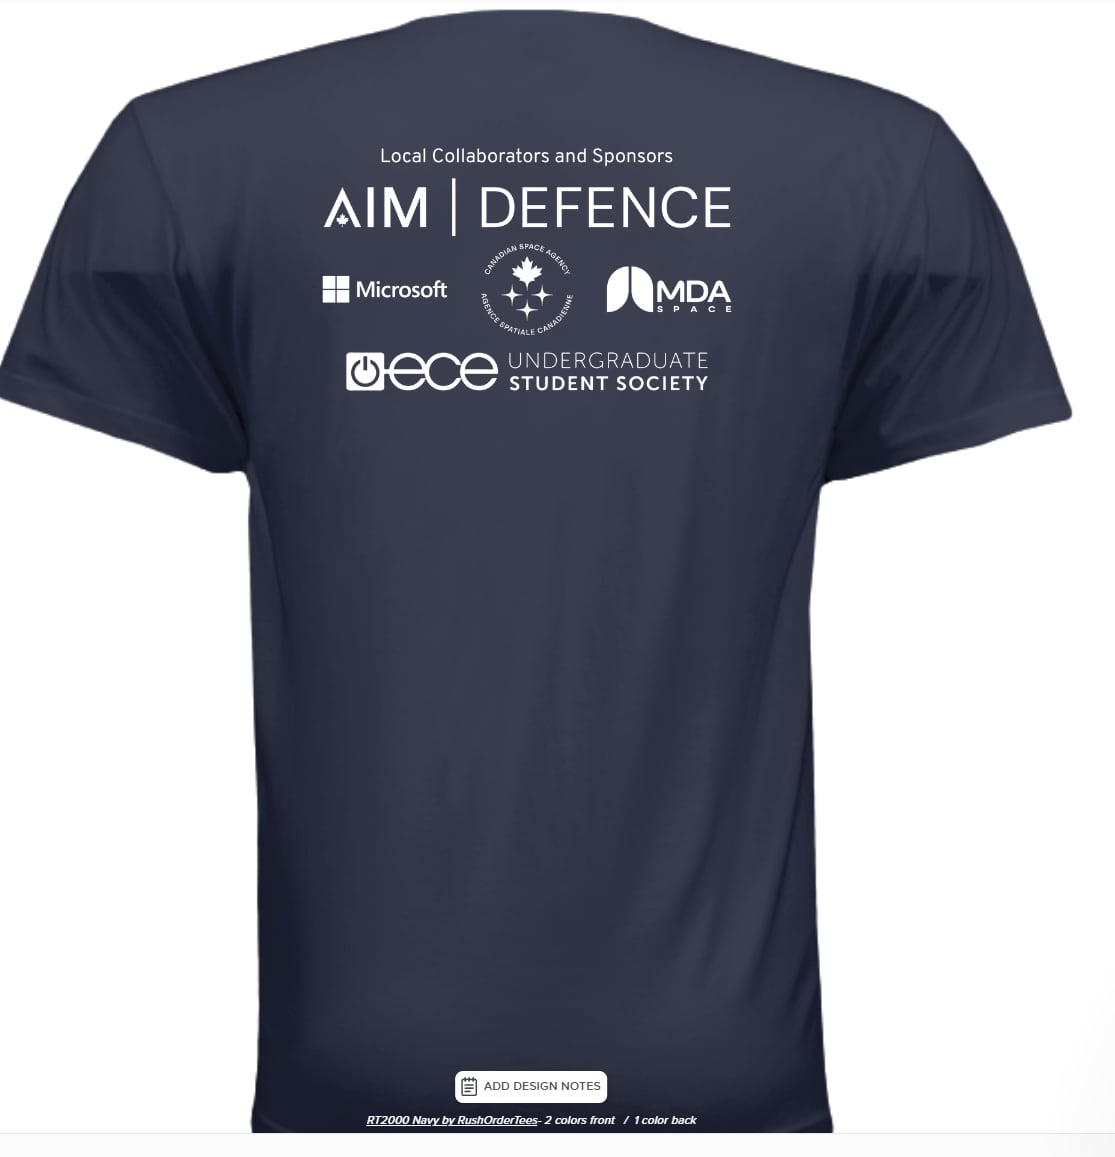 Local Collaborators and Sponsors
AIM | DEFENCE
CANADIAN SPACE AGENCY
AGENCE SPATIALE CANADIENNE
Microsoft
MDA
SPACE
ece UNDERGRADUATE
STUDENT SOCIETY
ADD DESIGN NOTES
RT2000 Navy by RushOrderTees- 2 colors front / 1 color back